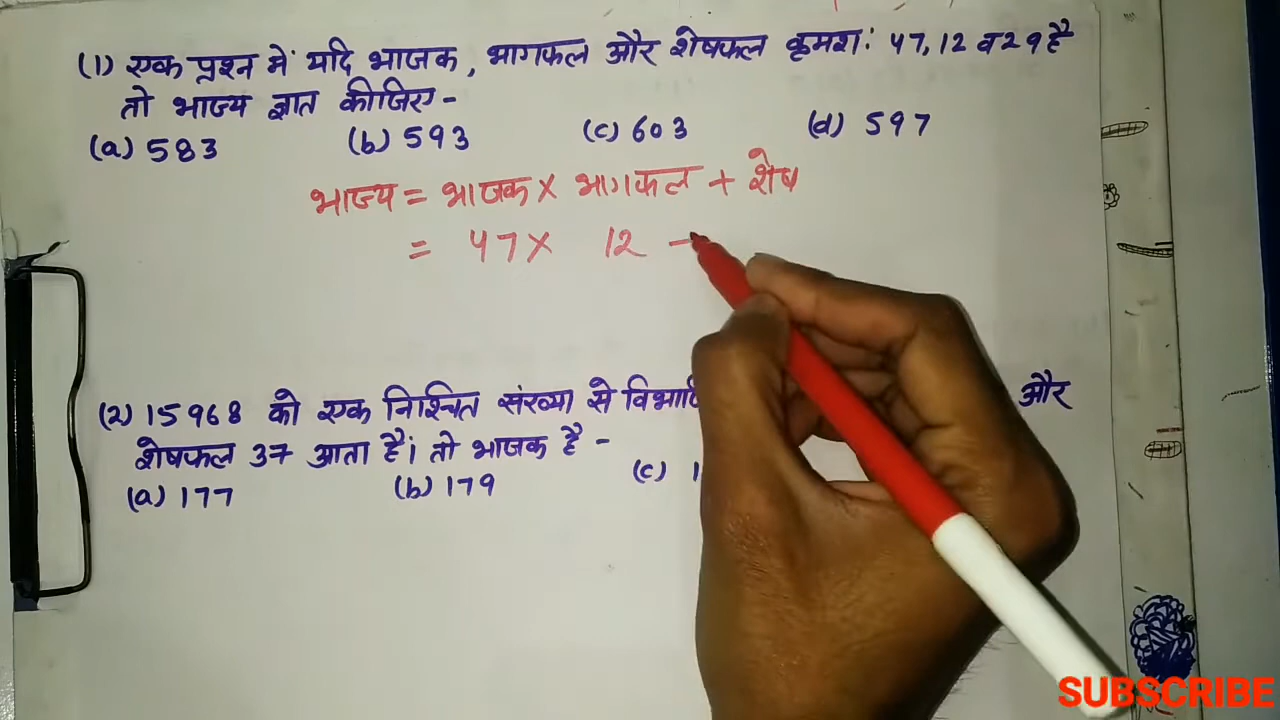 (1) एक प्रश्न में यदि भाजक, भागफल और शेषफल क्रमशः 47, 12 व 29 है
तो भाज्य ज्ञात कीजिए -
(a) 583 (b) 593 (c) 603 (d) 597
भाज्य = भाजक × भागफल + शेष
= 47 × 12 -
(2) 15968 को एक निश्चित संख्या से और
शेषफल 37 आता है। तो भाजक है -
(a) 177 (b) 179 (c)
SUBSCRIBE